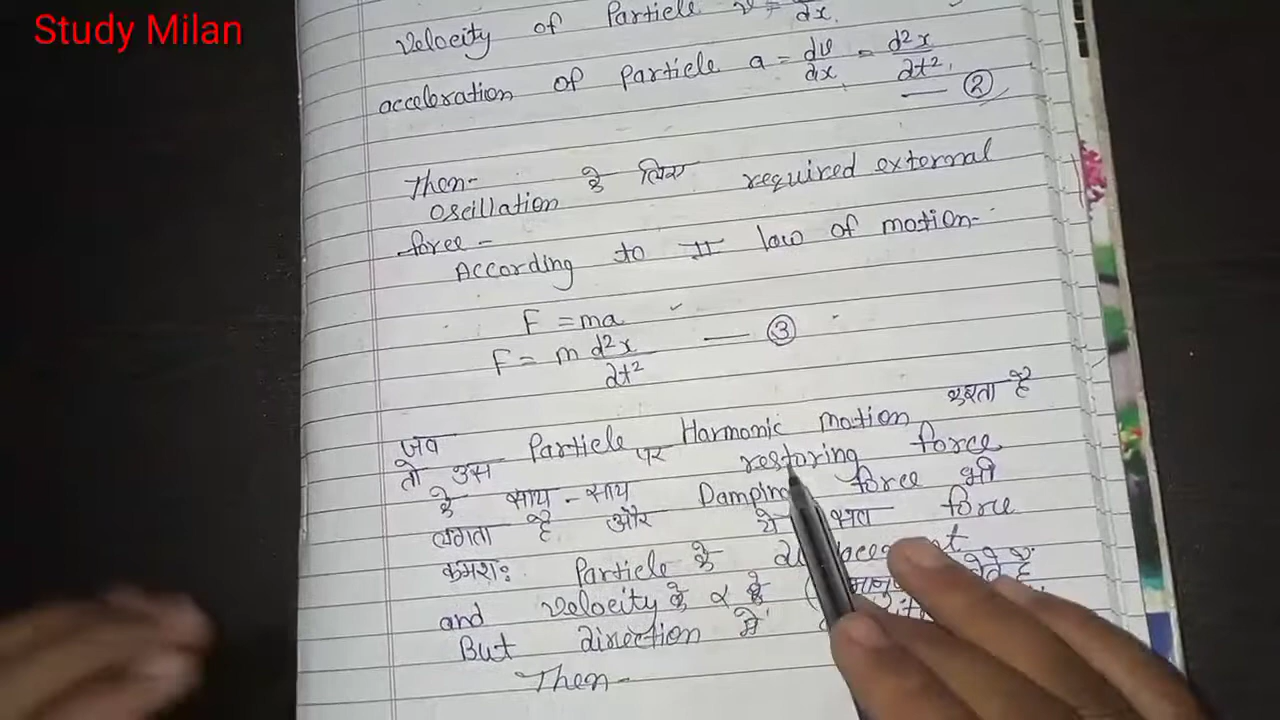 Study Milan
Velocity of Particle v = dx
acceleration of Particle a = dv/dx = d²x/dt² — ②
Then-
oscillation के लिए required external
force -
According to II law of motion-
F = ma
F = m d²x/dt² — ③
जब Particle Harmonic motion करता है
तो उस Particle पर restoring force
के साथ-साथ Damping force भी
लगता है और ये force
क्रमशः Particle के
and velocity के ∝ के (
But direction में
Then-